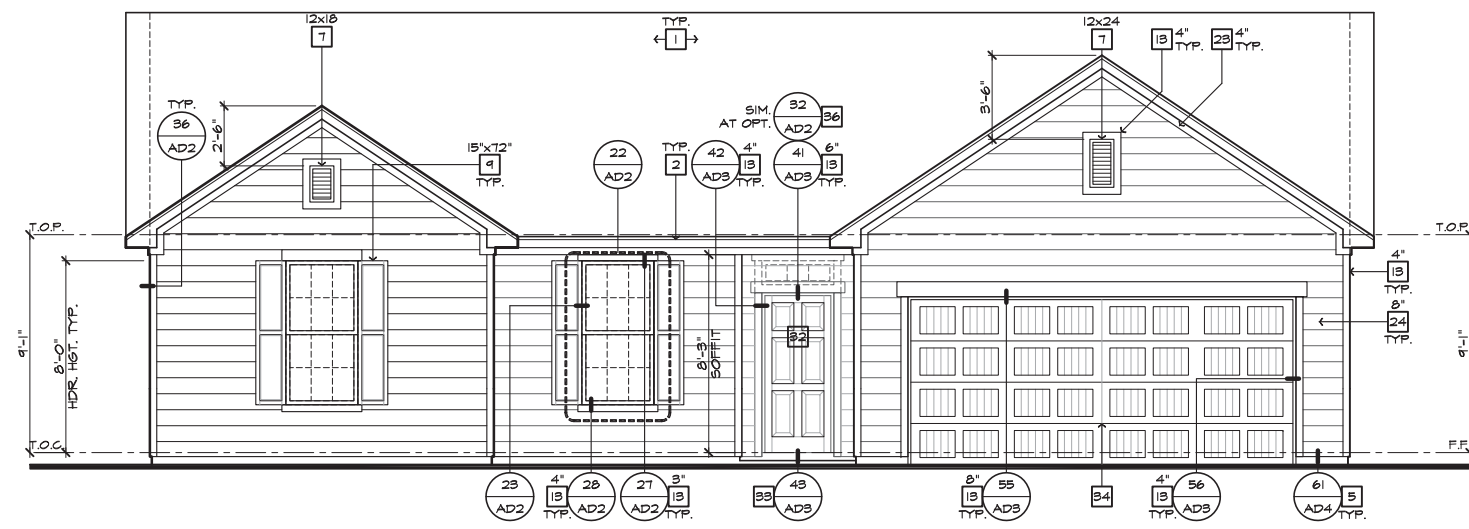 12x18
7
TYP.
1
12x24
7
13 4" TYP.
23 4" TYP.
TYP.
36
AD2
2'-6"
15"x72"
9
TYP.
22
AD2
TYP.
2
42
AD3
4"
13
TYP.
SIM.
AT OPT.
32
AD2
36
41
AD3
6"
13
TYP.
3'-6"
T.O.P.
T.O.P.
9'-1"
8'-0"
HDR. HGT. TYP.
8'-3"
SOFFIT
32
4"
13
TYP.
8"
24
TYP.
9'-1"
T.O.C.
F.F.
23
AD2
4"
13
TYP.
28
AD2
27
AD2
3"
13
TYP.
33
43
AD3
8"
13
TYP.
55
AD3
34
4"
13
TYP.
56
AD3
61
AD4
5
TYP.